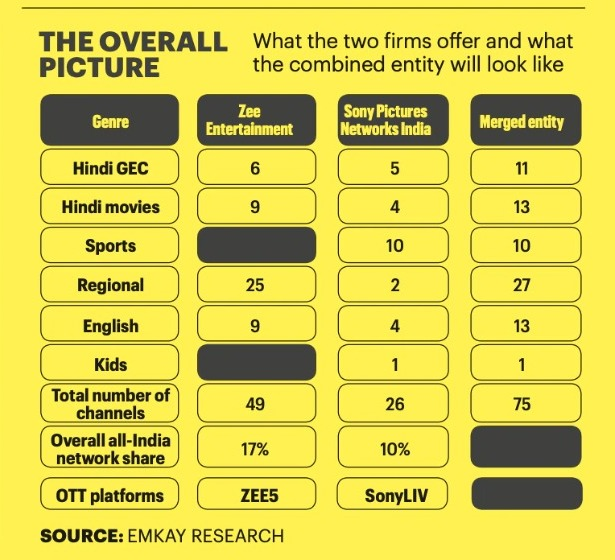 THE OVERALL
PICTURE
What the two firms offer and what
the combined entity will look like
Genre
Zee
Entertainment
Sony Pictures
Networks India
Merged entity
Hindi GEC 6 5 11
Hindi movies 9 4 13
Sports 10 10
Regional 25 2 27
English 9 4 13
Kids 1 1
Total number of
channels
49 26 75
Overall all-India
network share
17% 10%
OTT platforms ZEE5 SonyLIV
SOURCE: EMKAY RESEARCH